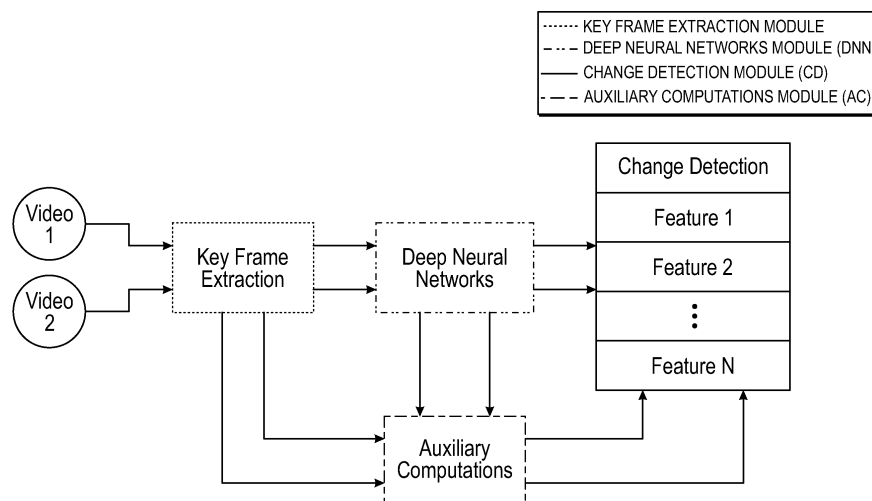 KEY FRAME EXTRACTION MODULE
DEEP NEURAL NETWORKS MODULE (DNN
CHANGE DETECTION MODULE (CD)
AUXILIARY COMPUTATIONS MODULE (AC)
Change Detection
Feature 1
Feature 2
Feature N
Video
1
Video
2
Key Frame
Extraction
Deep Neural
Networks
Auxiliary
Computations